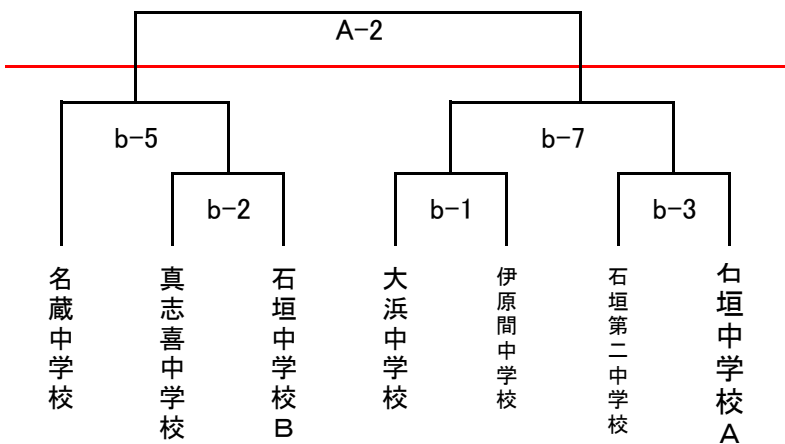 A-2
b-5
b-7
b-2
b-1
b-3
名蔵中学校
真志喜中学校
石垣中学校B
大浜中学校
伊原間中学校
石垣第二中学校
石垣中学校A